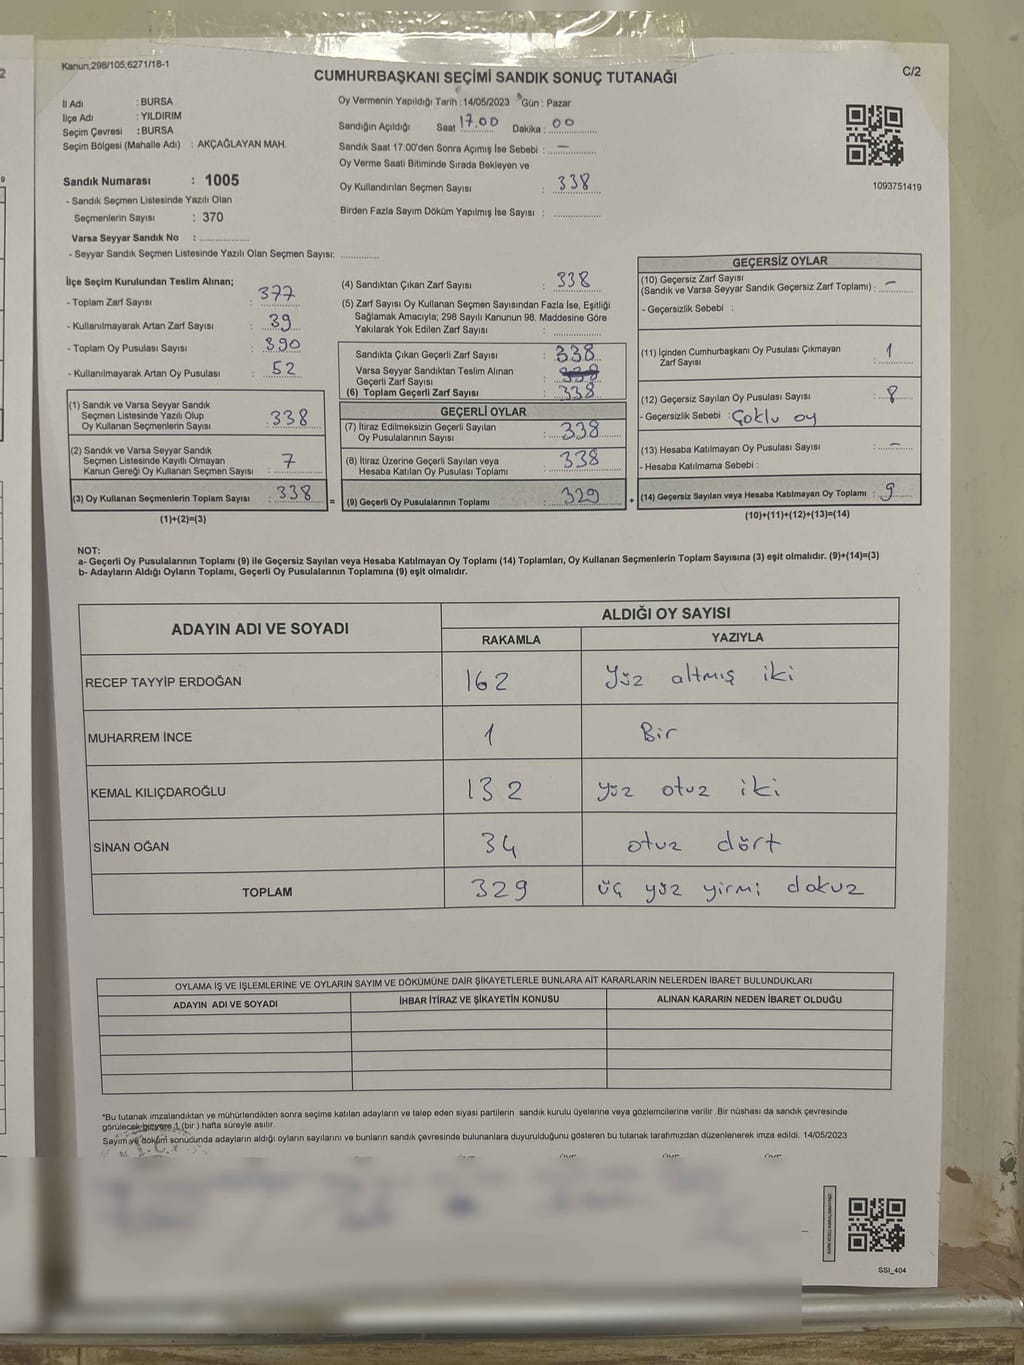 Kanun;298/105,6271/18-1
C/2
CUMHURBAŞKANI SEÇİMİ SANDIK SONUÇ TUTANAĞI
İl Adı : BURSA
İlçe Adı : YILDIRIM
Seçim Çevresi : BURSA
Seçim Bölgesi (Mahalle Adı) : AKÇAĞLAYAN MAH.
Sandık Numarası : 1005
- Sandık Seçmen Listesinde Yazılı Olan
Seçmenlerin Sayısı : 370
Varsa Seyyar Sandık No :
- Seyyar Sandık Seçmen Listesinde Yazılı Olan Seçmen Sayısı:
Oy Vermenin Yapıldığı Tarih :14/05/2023 Gün : Pazar
Sandığın Açıldığı Saat 17.00 Dakika : 00
Sandık Saat 17:00'den Sonra Açımış İse Sebebi : —
Oy Verme Saati Bitiminde Sırada Bekleyen ve
Oy Kullandırılan Seçmen Sayısı : 338
Birden Fazla Sayım Döküm Yapılmış İse Sayısı :
1093751419
İlçe Seçim Kurulundan Teslim Alınan;
- Toplam Zarf Sayısı : 377
- Kullanılmayarak Artan Zarf Sayısı : 39
- Toplam Oy Pusulası Sayısı : 390
- Kullanılmayarak Artan Oy Pusulası : 52
(1) Sandık ve Varsa Seyyar Sandık
Seçmen Listesinde Yazılı Olup
Oy Kullanan Seçmenlerin Sayısı : 338
(2) Sandık ve Varsa Seyyar Sandık
Seçmen Listesinde Kayıtlı Olmayan
Kanun Gereği Oy Kullanan Seçmen Sayısı : 7
(3) Oy Kullanan Seçmenlerin Toplam Sayısı : 338
(1)+(2)=(3)
(4) Sandıktan Çıkan Zarf Sayısı : 338
(5) Zarf Sayısı Oy Kullanan Seçmen Sayısından Fazla İse, Eşitliği
Sağlamak Amacıyla; 298 Sayılı Kanunun 98. Maddesine Göre
Yakılarak Yok Edilen Zarf Sayısı :
Sandıkta Çıkan Geçerli Zarf Sayısı : 338
Varsa Seyyar Sandıktan Teslim Alınan
Geçerli Zarf Sayısı : 338
(6) Toplam Geçerli Zarf Sayısı : 338
GEÇERLİ OYLAR
(7) İtiraz Edilmeksizin Geçerli Sayılan
Oy Pusulalarının Sayısı : 338
(8) İtiraz Üzerine Geçerli Sayılan veya
Hesaba Katılan Oy Pusulası Toplamı : 338
= (9) Geçerli Oy Pusulalarının Toplamı : 329 +
GEÇERSİZ OYLAR
(10) Geçersiz Zarf Sayısı
(Sandık ve Varsa Seyyar Sandık Geçersiz Zarf Toplamı) : —
- Geçersizlik Sebebi :
(11) İçinden Cumhurbaşkanı Oy Pusulası Çıkmayan
Zarf Sayısı : 1
(12) Geçersiz Sayılan Oy Pusulası Sayısı : 8
- Geçersizlik Sebebi : Çoklu oy
(13) Hesaba Katılmayan Oy Pusulası Sayısı : —
- Hesaba Katılmama Sebebi :
(14) Geçersiz Sayılan veya Hesaba Katılmayan Oy Toplamı : 9
(10)+(11)+(12)+(13)=(14)
NOT:
a- Geçerli Oy Pusulalarının Toplamı (9) ile Geçersiz Sayılan veya Hesaba Katılmayan Oy Toplamı (14) Toplamları, Oy Kullanan Seçmenlerin Toplam Sayısına (3) eşit olmalıdır. (9)+(14)=(3)
b- Adayların Aldığı Oyların Toplamı, Geçerli Oy Pusulalarının Toplamına (9) eşit olmalıdır.
ADAYIN ADI VE SOYADI
ALDIĞI OY SAYISI
RAKAMLA YAZIYLA
RECEP TAYYİP ERDOĞAN 162 Yüz altmış iki
MUHARREM İNCE 1 Bir
KEMAL KILIÇDAROĞLU 132 yüz otuz iki
SİNAN OĞAN 34 otuz dört
TOPLAM 329 üç yüz yirmi dokuz
OYLAMA İŞ VE İŞLEMLERİNE VE OYLARIN SAYIM VE DÖKÜMÜNE DAİR ŞİKAYETLERLE BUNLARA AİT KARARLARIN NELERDEN İBARET BULUNDUKLARI
ADAYIN ADI VE SOYADI İHBAR İTİRAZ VE ŞİKAYETİN KONUSU ALINAN KARARIN NEDEN İBARET OLDUĞU
*Bu tutanak imzalandıktan ve mühürlendikten sonra seçime katılan adayların ve talep eden siyasi partilerin sandık kurulu üyelerine veya gözlemcilerine verilir .Bir nüshası da sandık çevresinde
görülecek bir yere 1 (bir ) hafta süreyle asılır.
Sayım ve döküm sonucunda adayların aldığı oyların sayılarını ve bunların sandık çevresinde bulunanlara duyurulduğunu gösteren bu tutanak tarafımızdan düzenlenerek imza edildi. 14/05/2023
SSI_404